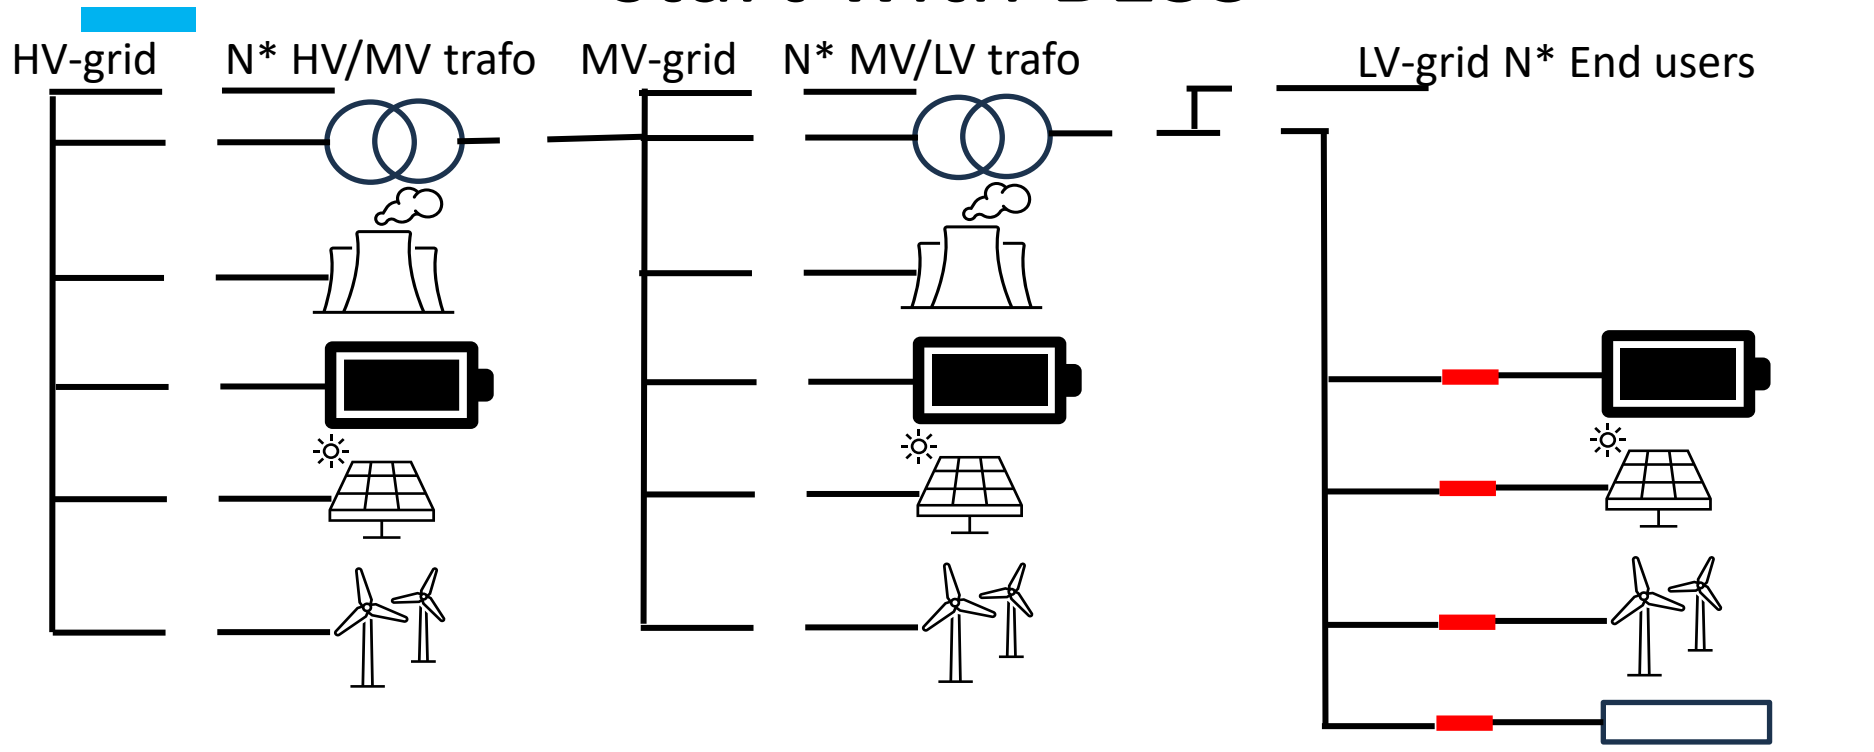 HV-grid
N* HV/MV trafo
MV-grid
N* MV/LV trafo
LV-grid N* End users